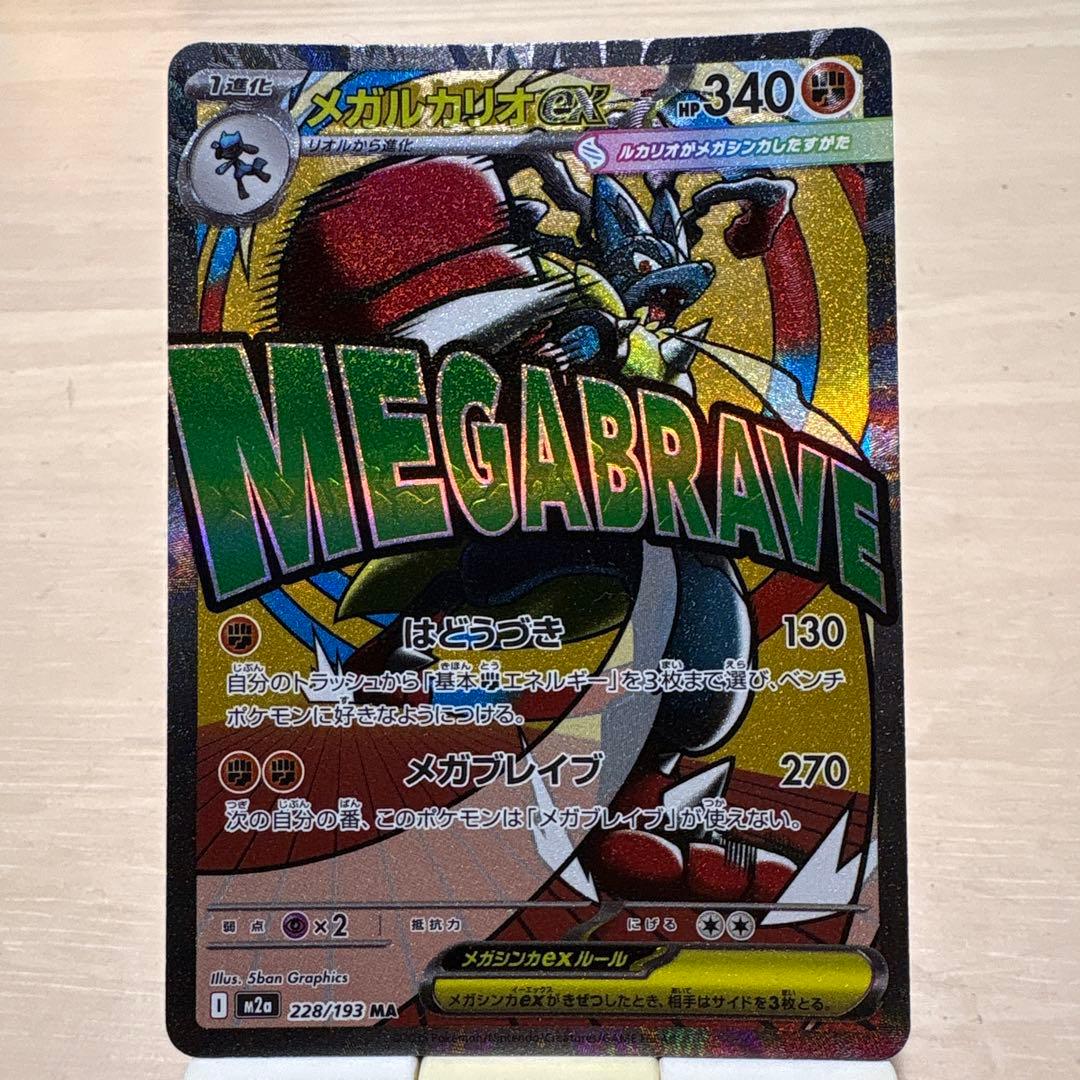 1進化
メガルカリオex
HP340
リオルから進化
ルカリオがメガシンカしたすがた
MEGABRAVE
はどうづき 130
自分のトラッシュから「基本エネルギー」を3枚まで選び、ベンチ
ポケモンに好きなようにつける。
メガブレイブ 270
次の自分の番、このポケモンは「メガブレイブ」が使えない。
弱点 ×2 抵抗力 にげる
メガシンカexルール
メガシンカexがきぜつしたとき、相手はサイドを3枚とる。
Illus. 5ban Graphics
I M2a 228/193 MA
Pokémon/Nintendo/Creatures/GAME FREAK